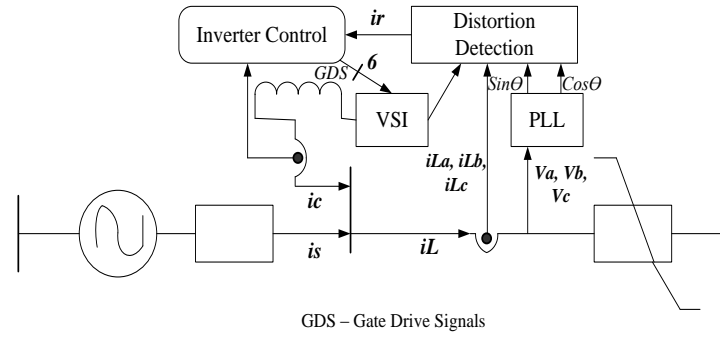 Inverter Control
ir
Distortion
Detection
GDS
6
SinΘ
CosΘ
VSI
PLL
iLa, iLb,
iLc
Va, Vb,
Vc
ic
is
iL
GDS – Gate Drive Signals